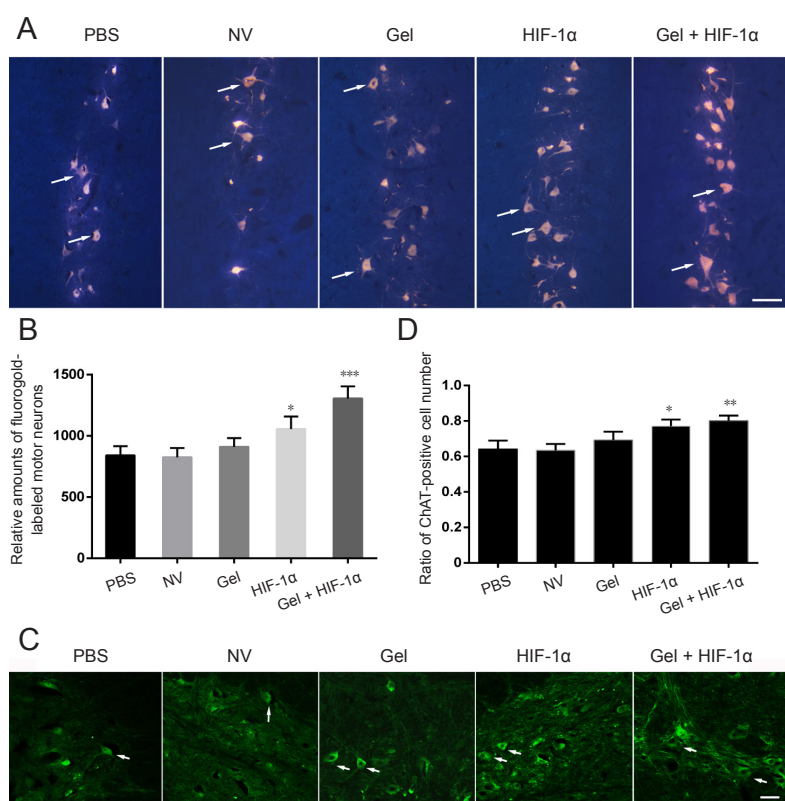 A
PBS NV Gel HIF-1α Gel + HIF-1α
B
Relative amounts of fluorogold-
labeled motor neurons
1500
1000
500
0
PBS NV Gel HIF-1α Gel + HIF-1α
*
***
D
Ratio of ChAT-positive cell number
1.0
0.8
0.6
0.4
0.2
0
PBS NV Gel HIF-1α Gel + HIF-1α
*
**
C
PBS NV Gel HIF-1α Gel + HIF-1α